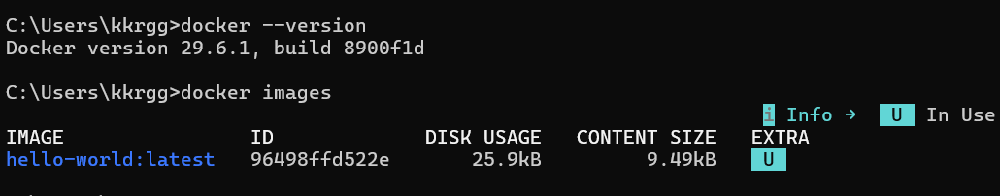 C:\Users\kkrgg>docker --version
Docker version 29.6.1, build 8900f1d
C:\Users\kkrgg>docker images
i Info → U In Use
IMAGE ID DISK USAGE CONTENT SIZE EXTRA
hello-world:latest 96498ffd522e 25.9kB 9.49kB U